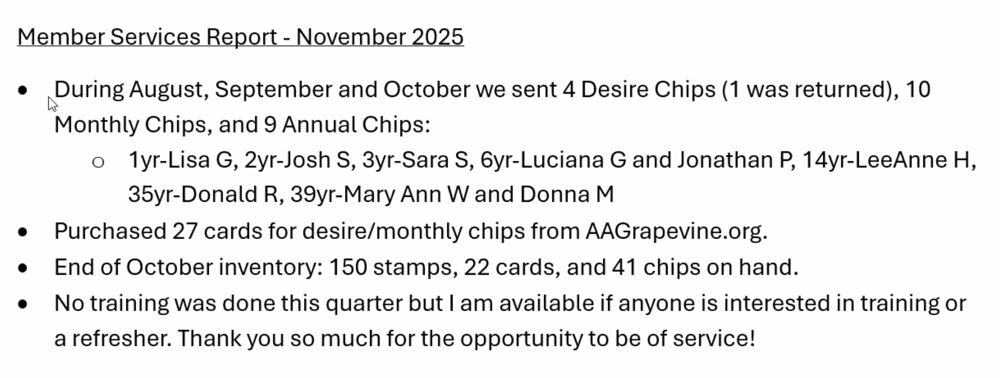 Member Services Report - November 2025
● During August, September and October we sent 4 Desire Chips (1 was returned), 10
Monthly Chips, and 9 Annual Chips:
○ 1yr-Lisa G, 2yr-Josh S, 3yr-Sara S, 6yr-Luciana G and Jonathan P, 14yr-LeeAnne H,
35yr-Donald R, 39yr-Mary Ann W and Donna M
● Purchased 27 cards for desire/monthly chips from AAGrapevine.org.
● End of October inventory: 150 stamps, 22 cards, and 41 chips on hand.
● No training was done this quarter but I am available if anyone is interested in training or
a refresher. Thank you so much for the opportunity to be of service!